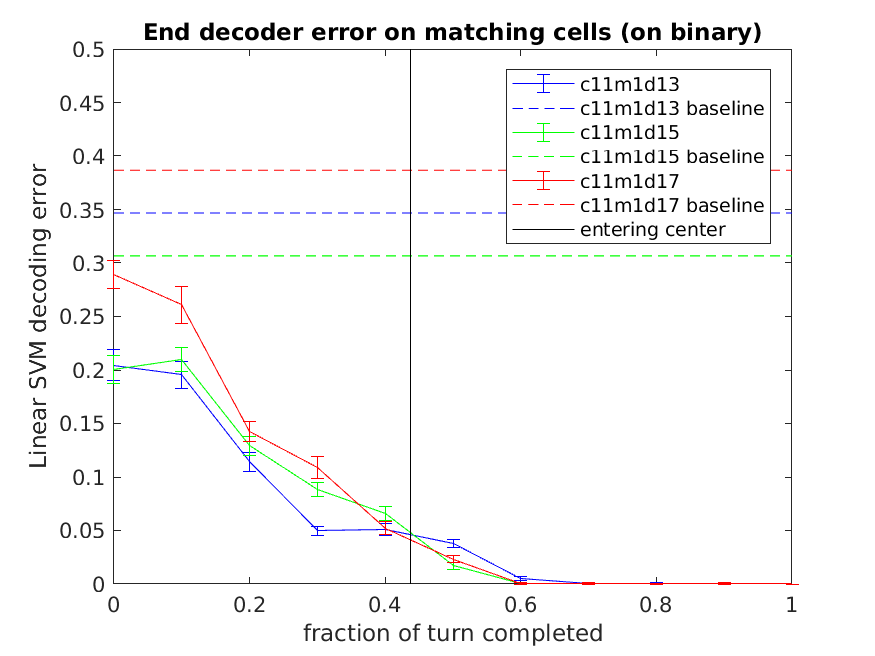 End decoder error on matching cells (on binary)
0.5
0.45
0.4
0.35
0.3
0.25
0.2
0.15
0.1
0.05
0
Linear SVM decoding error
c11m1d13
c11m1d13 baseline
c11m1d15
c11m1d15 baseline
c11m1d17
c11m1d17 baseline
entering center
0 0.2 0.4 0.6 0.8 1
fraction of turn completed